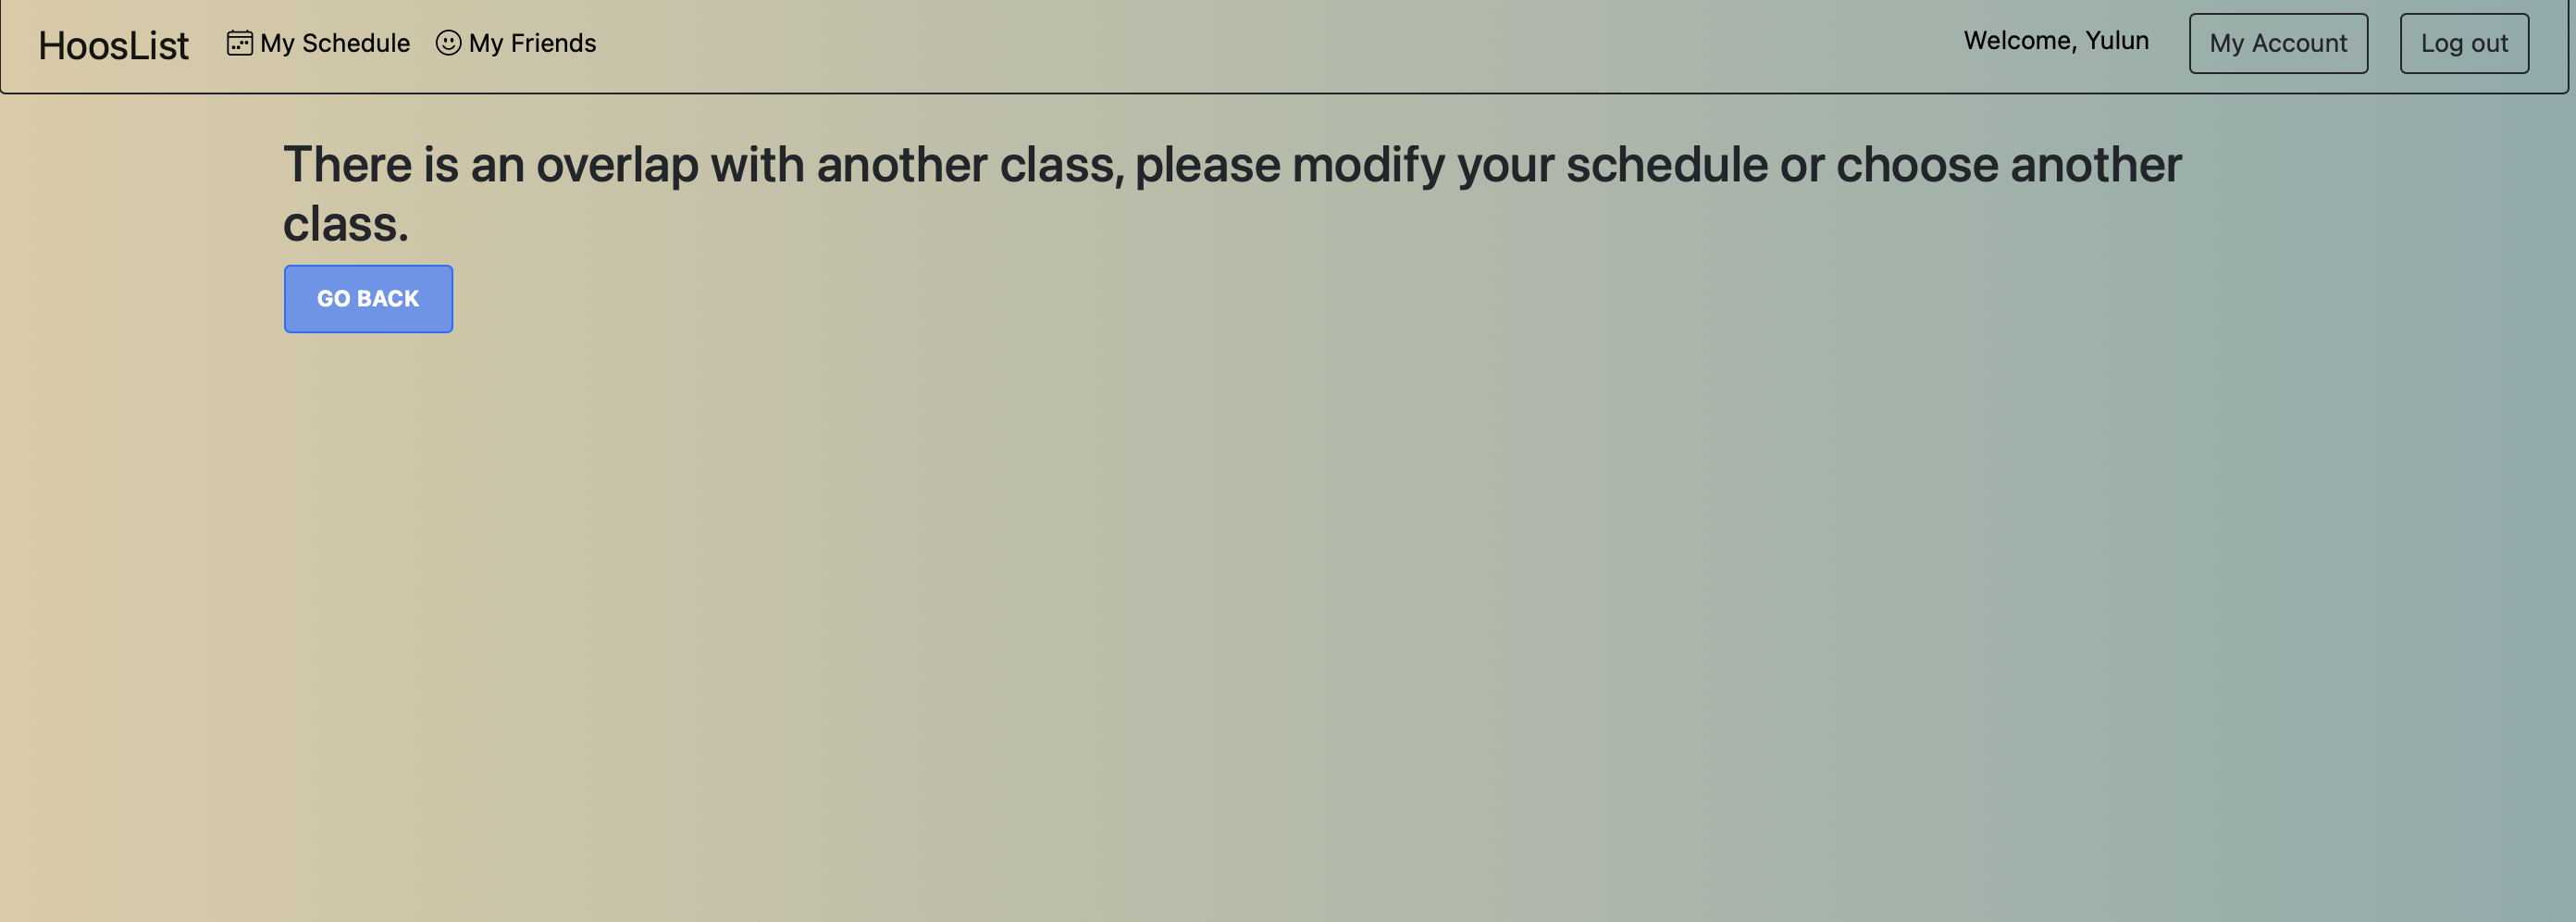 HoosList My Schedule My Friends Welcome, Yulun My Account Log out
There is an overlap with another class, please modify your schedule or choose another
class.
GO BACK